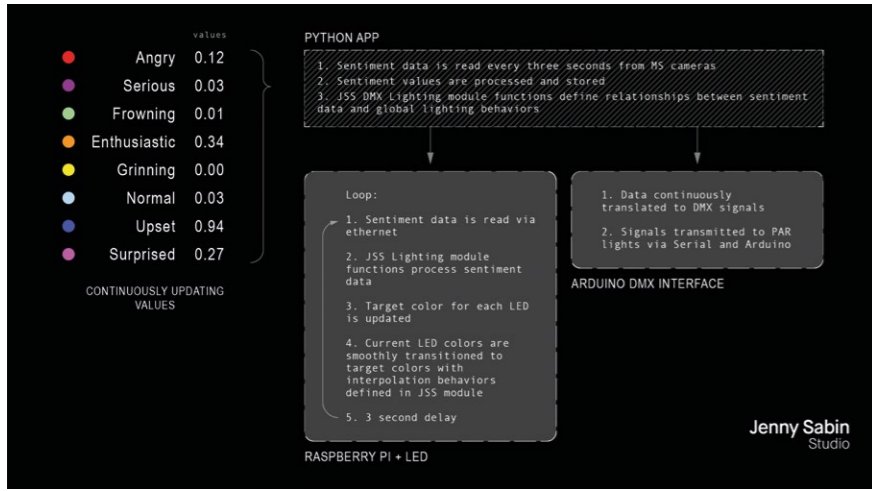 values
Angry 0.12
Serious 0.03
Frowning 0.01
Enthusiastic 0.34
Grinning 0.00
Normal 0.03
Upset 0.94
Surprised 0.27
CONTINUOUSLY UPDATING
VALUES
PYTHON APP
1. Sentiment data is read every three seconds from MS cameras
2. Sentiment values are processed and stored
3. JSS DMX Lighting module functions define relationships between sentiment
data and global lighting behaviors
Loop:
1. Sentiment data is read via
ethernet
2. JSS Lighting module
functions process sentiment
data
3. Target color for each LED
is updated
4. Current LED colors are
smoothly transitioned to
target colors with
interpolation behaviors
defined in JSS module
5. 3 second delay
RASPBERRY PI + LED
1. Data continuously
translated to DMX signals
2. Signals transmitted to PAR
lights via Serial and Arduino
ARDUINO DMX INTERFACE
Jenny Sabin
Studio